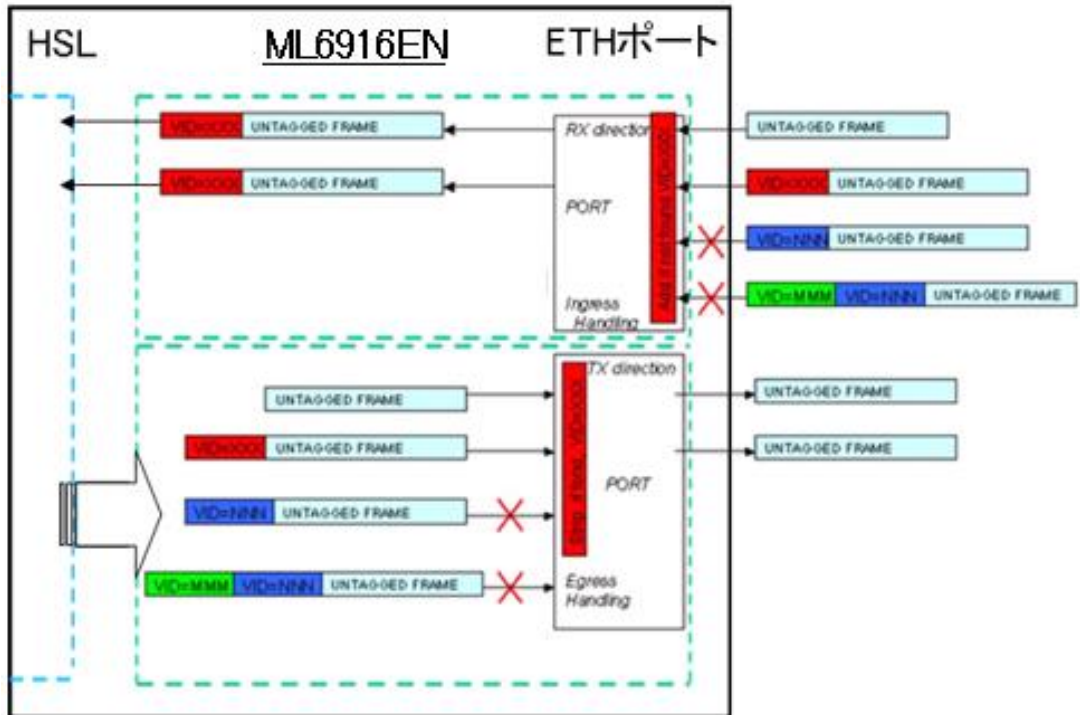 HSL
ML6916EN
ETHポート
VID=XXX UNTAGGED FRAME
RX direction
UNTAGGED FRAME
VID=XXX UNTAGGED FRAME
PORT
VID=XXX UNTAGGED FRAME
VID=NNN UNTAGGED FRAME
Ingress
Handling
VID=MMM VID=NNN UNTAGGED FRAME
TX direction
UNTAGGED FRAME
UNTAGGED FRAME
VID=XXX UNTAGGED FRAME
UNTAGGED FRAME
PORT
VID=NNN UNTAGGED FRAME
VID=MMM VID=NNN UNTAGGED FRAME
Egress
Handling